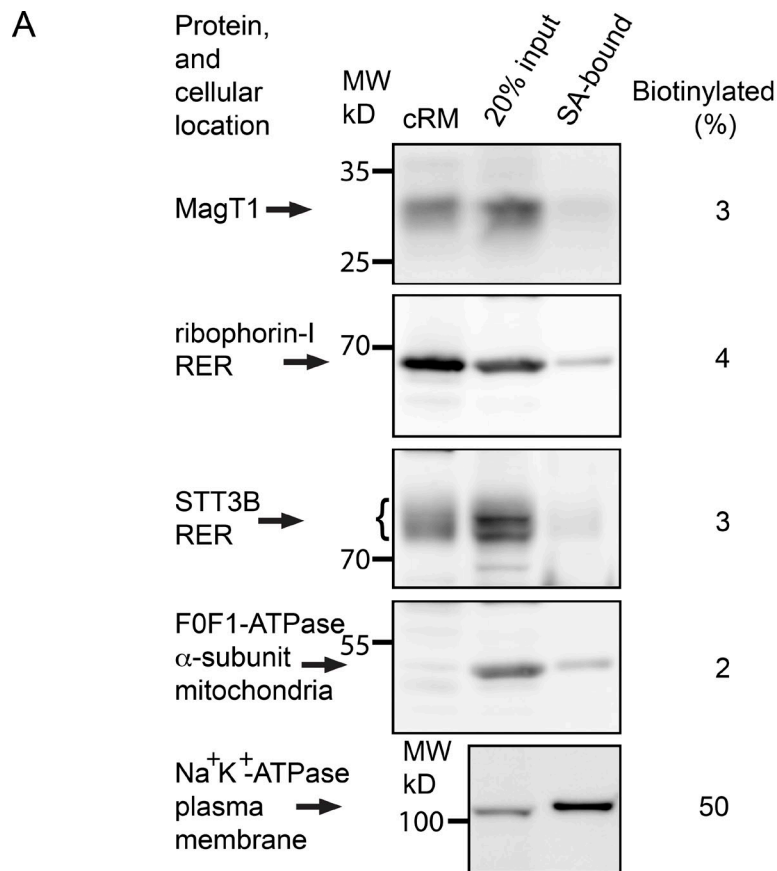 A
Protein,
and
cellular
location
MW
kD
cRM
20% input
SA-bound
Biotinylated
(%)
MagT1
35
25
3
ribophorin-I
RER
70
4
STT3B
RER
{
70
3
F0F1-ATPase
α-subunit
mitochondria
55
2
Na+K+-ATPase
plasma
membrane
MW
kD
100
50